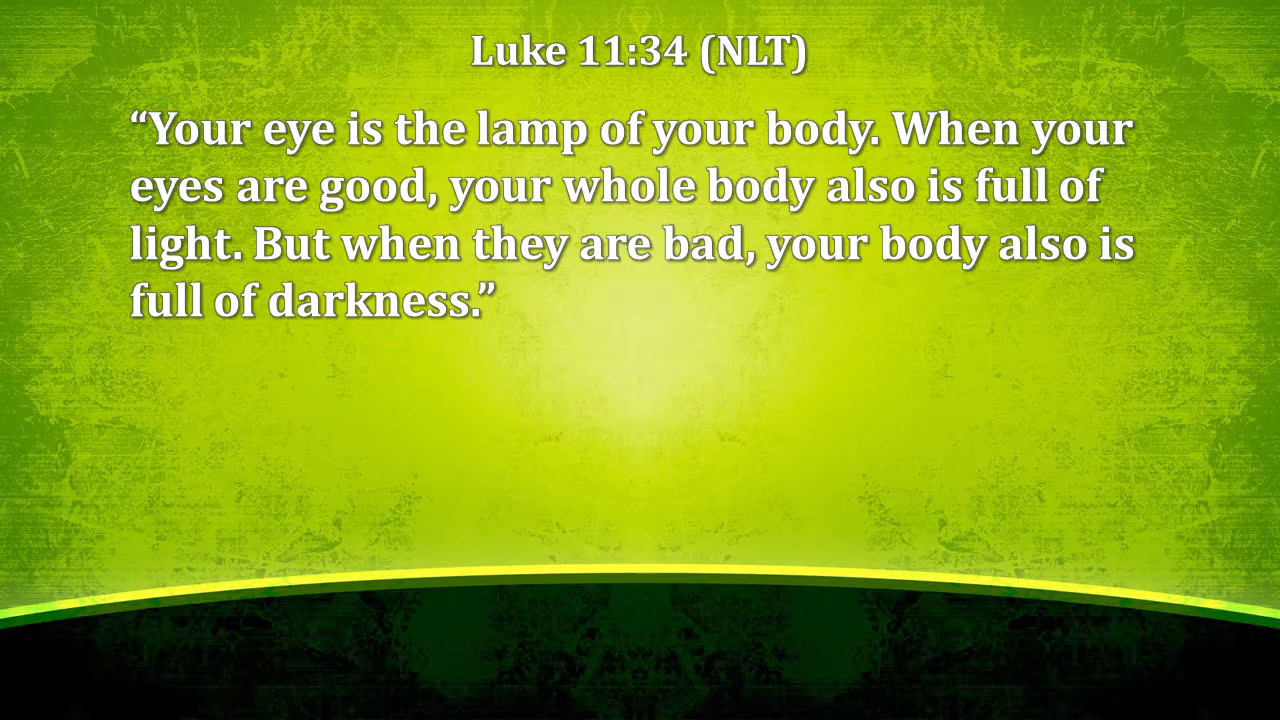 Luke 11:34 (NLT)
“Your eye is the lamp of your body. When your
eyes are good, your whole body also is full of
light. But when they are bad, your body also is
full of darkness.”